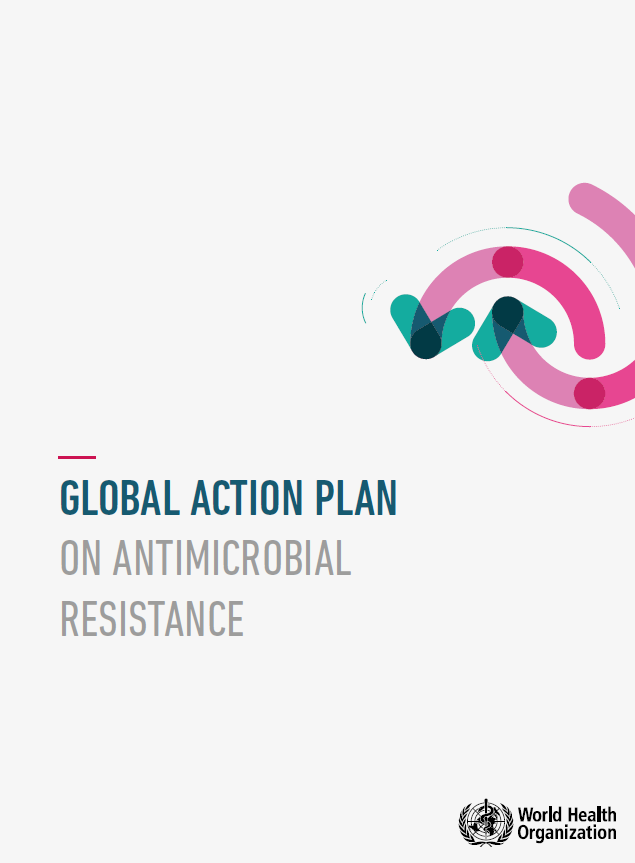 GLOBAL ACTION PLAN
ON ANTIMICROBIAL
RESISTANCE
World Health
Organization